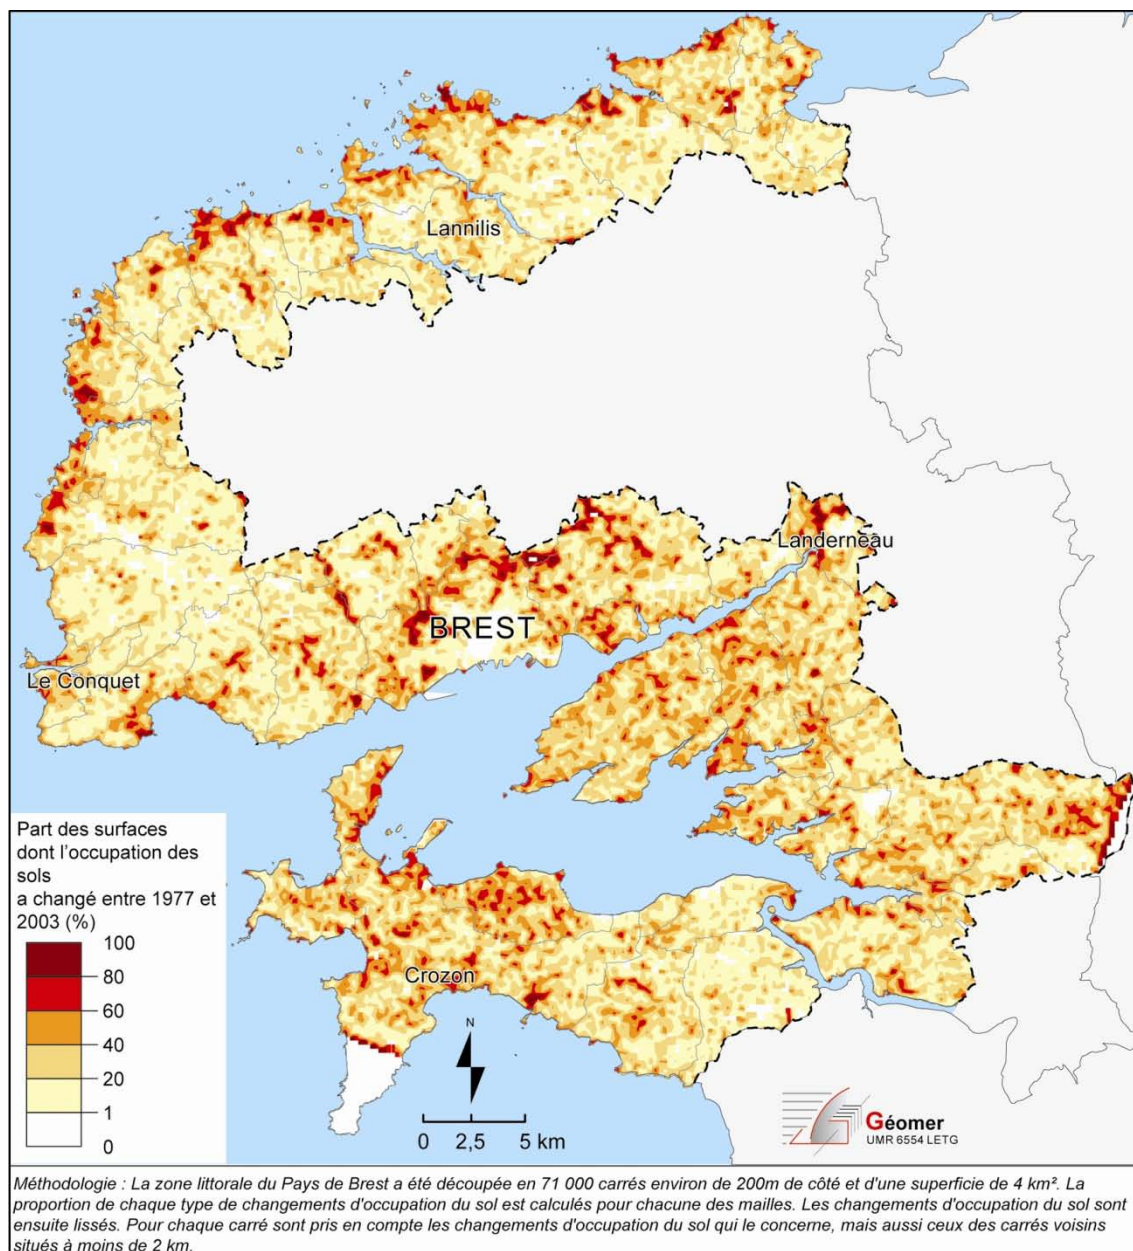 Lannilis
Landerneau
BREST
Le Conquet
Crozon
N
0 2,5 5 km
Part des surfaces
dont l'occupation des
sols
a changé entre 1977 et
2003 (%)
100
80
60
40
20
1
0
Géomer
UMR 6554 LETG
Méthodologie : La zone littorale du Pays de Brest a été découpée en 71 000 carrés environ de 200m de côté et d'une superficie de 4 km². La
proportion de chaque type de changements d'occupation du sol est calculés pour chacune des mailles. Les changements d'occupation du sol sont
ensuite lissés. Pour chaque carré sont pris en compte les changements d'occupation du sol qui le concerne, mais aussi ceux des carrés voisins
situés à moins de 2 km.